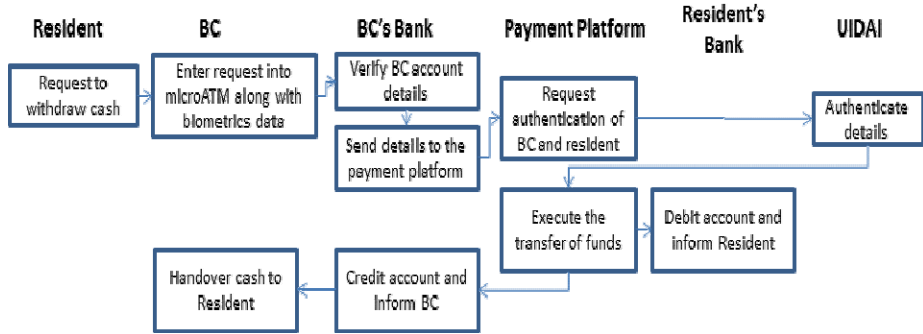 Resident
BC
BC's Bank
Payment Platform
Resident's
Bank
UIDAI
Request to
withdraw cash
Enter request into
microATM along with
biometrics data
Verify BC account
details
Send details to the
payment platform
Request
authentication of
BC and resident
Authenticate
details
Execute the
transfer of funds
Debit account and
inform Resident
Handover cash to
Resident
Credit account and
Inform BC